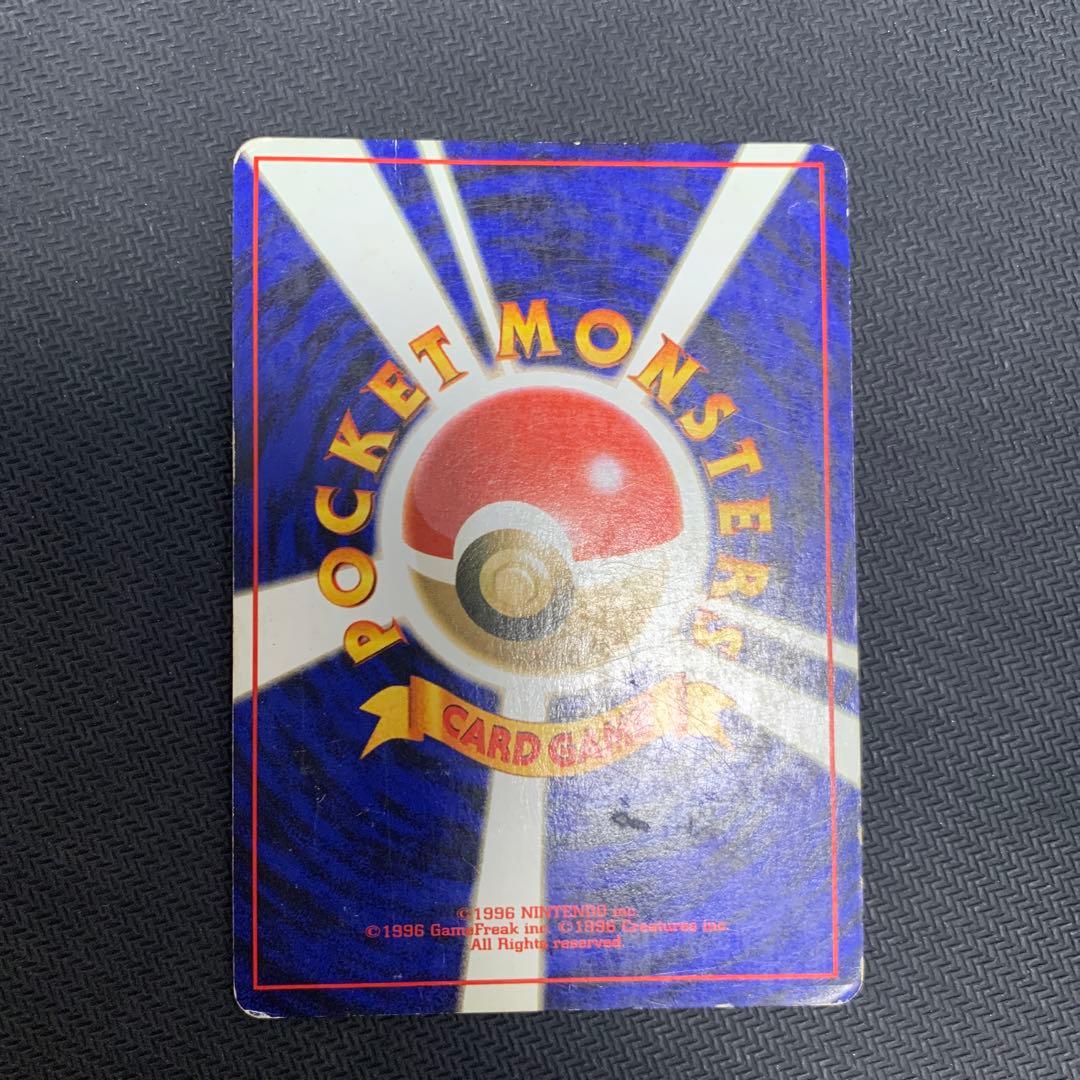 POCKET MONSTERS
CARD GAME
©1996 NINTENDO inc.
©1996 GameFreak inc. ©1996 Creatures inc.
All Rights reserved.